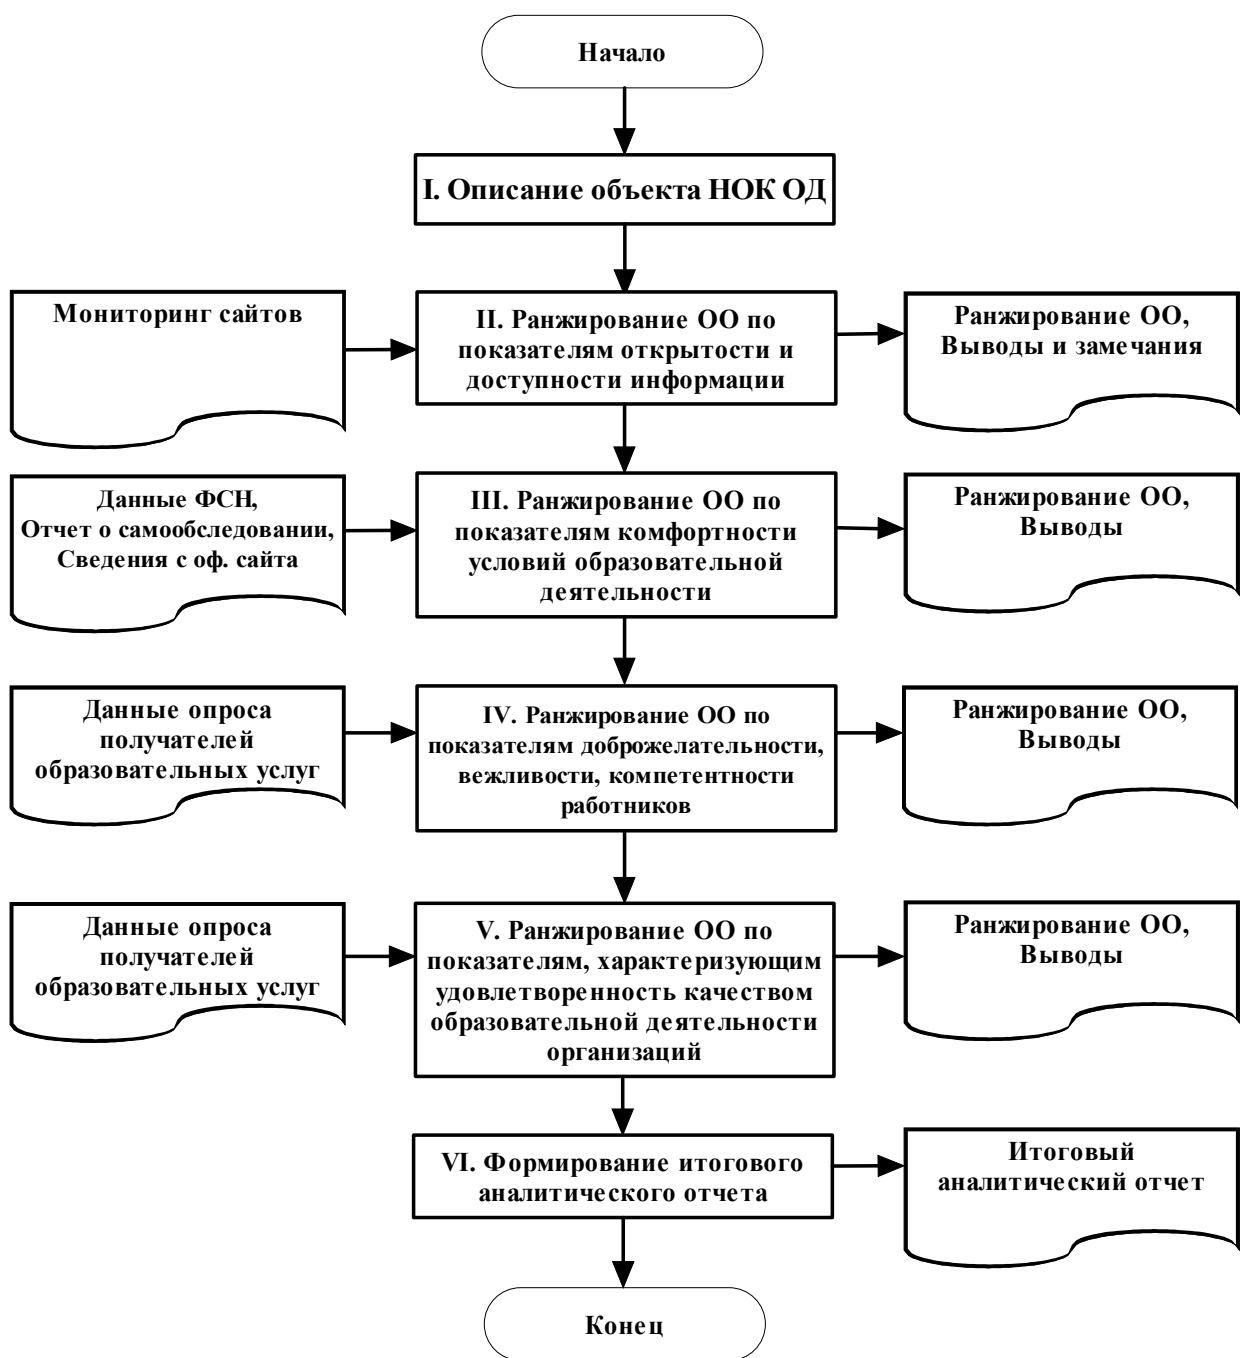 Начало
I. Описание объекта НОК ОД
Мониторинг сайтов
II. Ранжирование ОО по
показателям открытости и
доступности информации
Ранжирование ОО,
Выводы и замечания
Данные ФСН,
Отчет о самообследовании,
Сведения с оф. сайта
III. Ранжирование ОО по
показателям комфортности
условий образовательной
деятельности
Ранжирование ОО,
Выводы
Данные опроса
получателей
образовательных услуг
IV. Ранжирование ОО по
показателям доброжелательности,
вежливости, компетентности
работников
Ранжирование ОО,
Выводы
Данные опроса
получателей
образовательных услуг
V. Ранжирование ОО по
показателям, характеризующим
удовлетворенность качеством
образовательной деятельности
организаций
Ранжирование ОО,
Выводы
VI. Формирование итогового
аналитического отчета
Итоговый
аналитический отчет
Конец